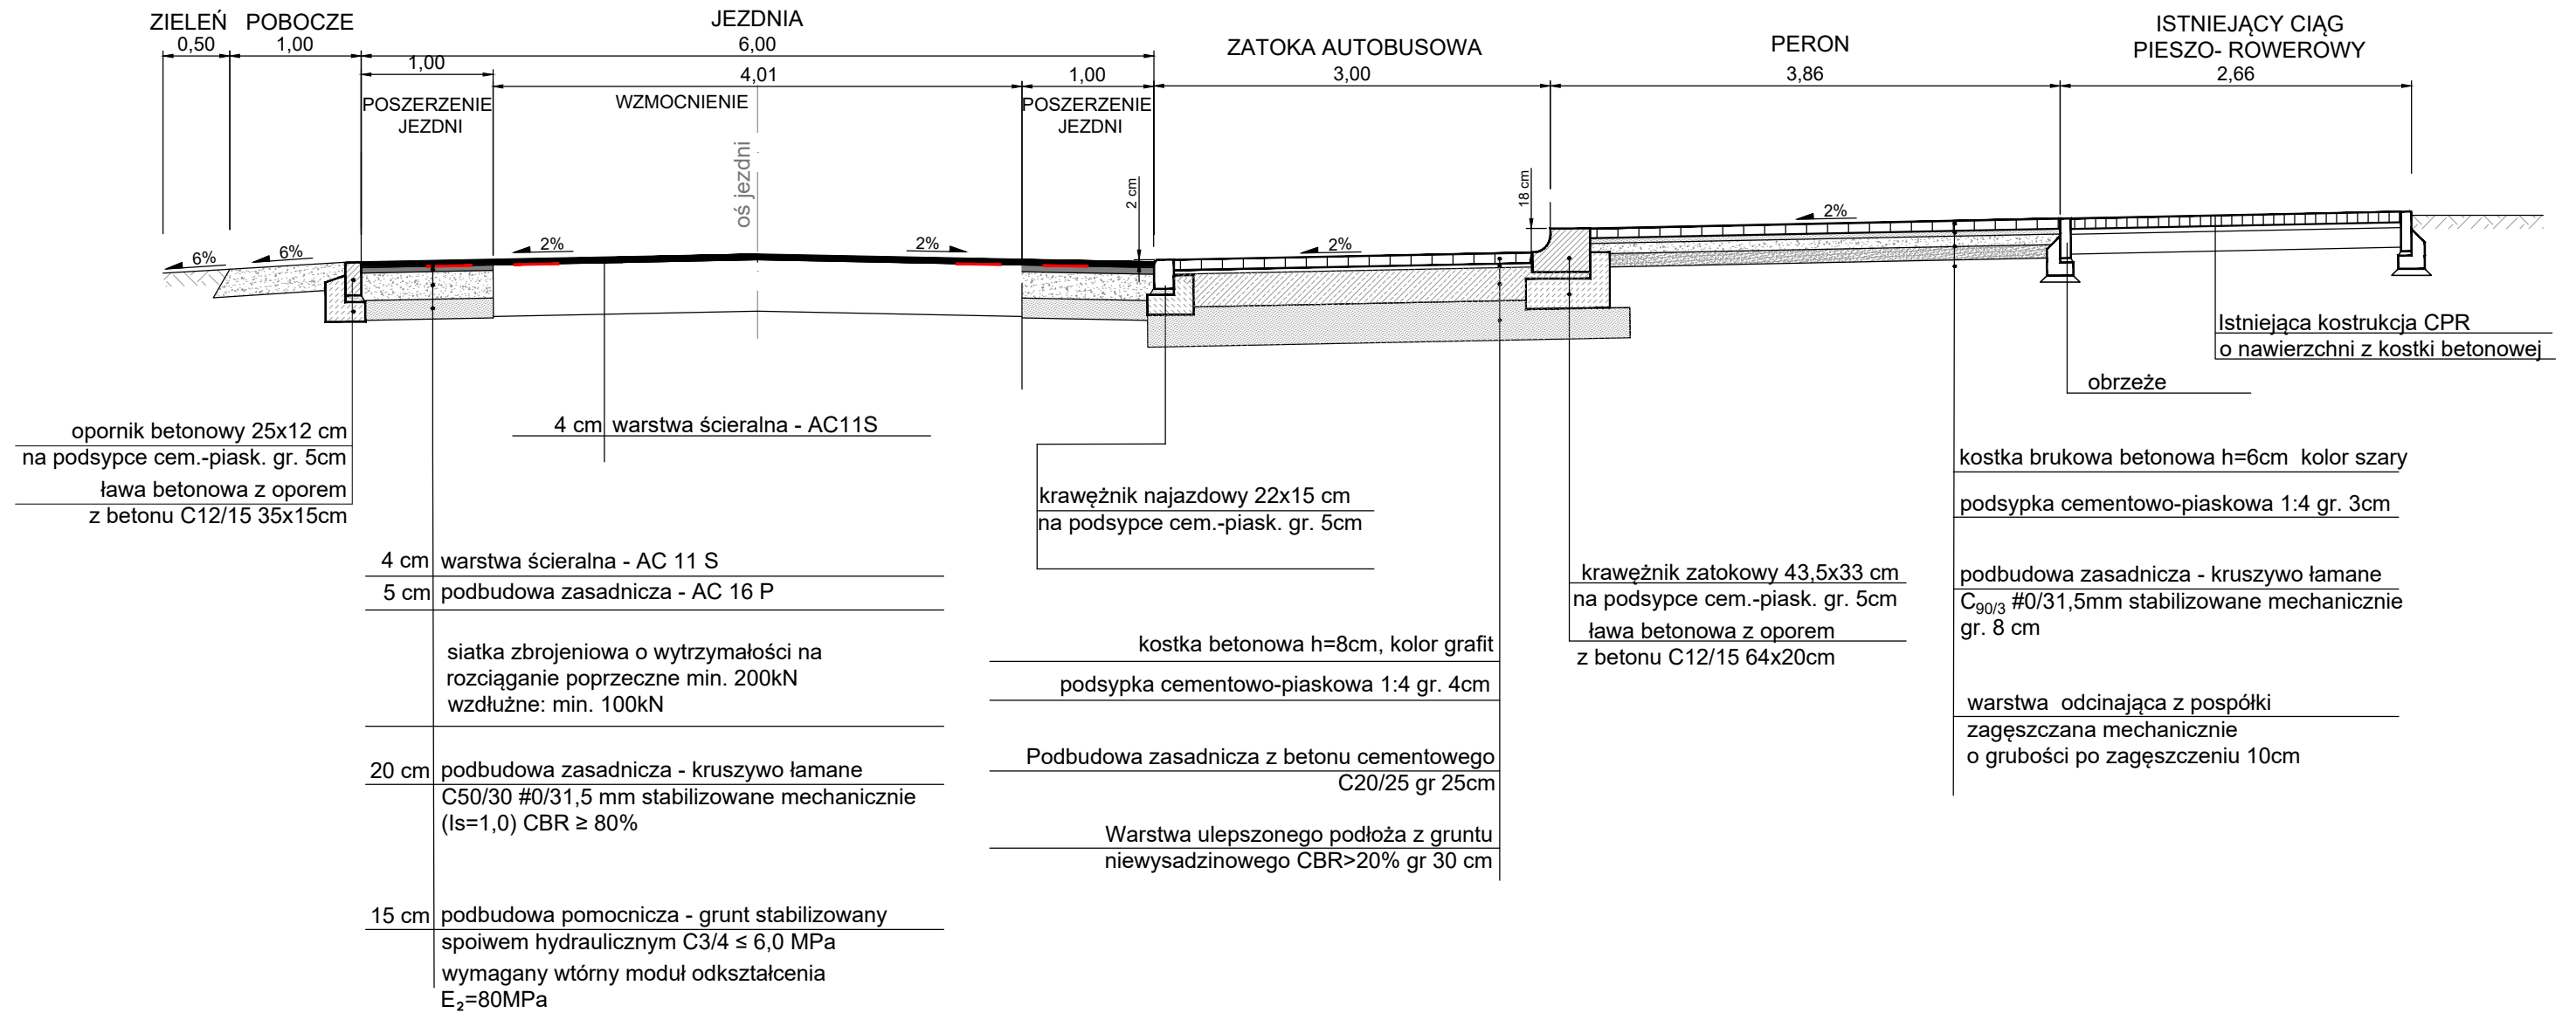 ZIELEŃ
0,50
POBOCZE
1,00
JEZDNIA
6,00
1,00
4,01
1,00
POSZERZENIE
JEZDNI
WZMOCNIENIE
POSZERZENIE
JEZDNI
oś jezdni
ZATOKA AUTOBUSOWA
3,00
PERON
3,86
ISTNIEJĄCY CIĄG
PIESZO- ROWEROWY
2,66
6%
6%
2%
2%
2 cm
2%
18 cm
2%
Istniejąca kostrukcja CPR
o nawierzchni z kostki betonowej
obrzeże
opornik betonowy 25x12 cm
na podsypce cem.-piask. gr. 5cm
ława betonowa z oporem
z betonu C12/15 35x15cm
4 cm warstwa ścieralna - AC11S
4 cm warstwa ścieralna - AC 11 S
5 cm podbudowa zasadnicza - AC 16 P
siatka zbrojeniowa o wytrzymałości na
rozciąganie poprzeczne min. 200kN
wzdłużne: min. 100kN
20 cm podbudowa zasadnicza - kruszywo łamane
C50/30 #0/31,5 mm stabilizowane mechanicznie
(Is=1,0) CBR ≥ 80%
15 cm podbudowa pomocnicza - grunt stabilizowany
spoiwem hydraulicznym C3/4 ≤ 6,0 MPa
wymagany wtórny moduł odkształcenia
E₂=80MPa
krawężnik najazdowy 22x15 cm
na podsypce cem.-piask. gr. 5cm
kostka betonowa h=8cm, kolor grafit
podsypka cementowo-piaskowa 1:4 gr. 4cm
Podbudowa zasadnicza z betonu cementowego
C20/25 gr 25cm
Warstwa ulepszonego podłoża z gruntu
niewysadzinowego CBR>20% gr 30 cm
krawężnik zatokowy 43,5x33 cm
na podsypce cem.-piask. gr. 5cm
ława betonowa z oporem
z betonu C12/15 64x20cm
kostka brukowa betonowa h=6cm kolor szary
podsypka cementowo-piaskowa 1:4 gr. 3cm
podbudowa zasadnicza - kruszywo łamane
C90/3 #0/31,5mm stabilizowane mechanicznie
gr. 8 cm
warstwa odcinająca z pospółki
zagęszczana mechanicznie
o grubości po zagęszczeniu 10cm